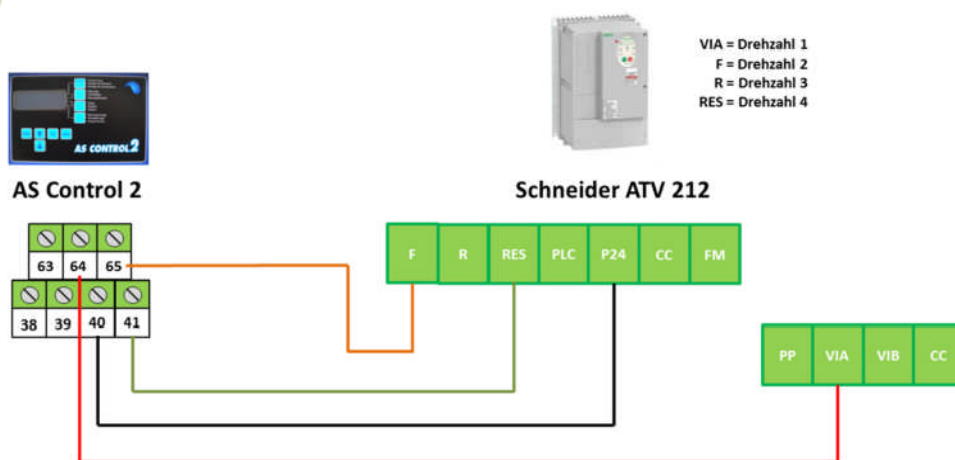 VIA = Drehzahl 1
F = Drehzahl 2
R = Drehzahl 3
RES = Drehzahl 4
AS CONTROL 2
AS Control 2
Schneider ATV 212
63 64 65
38 39 40 41
F R RES PLC P24 CC FM
PP VIA VIB CC